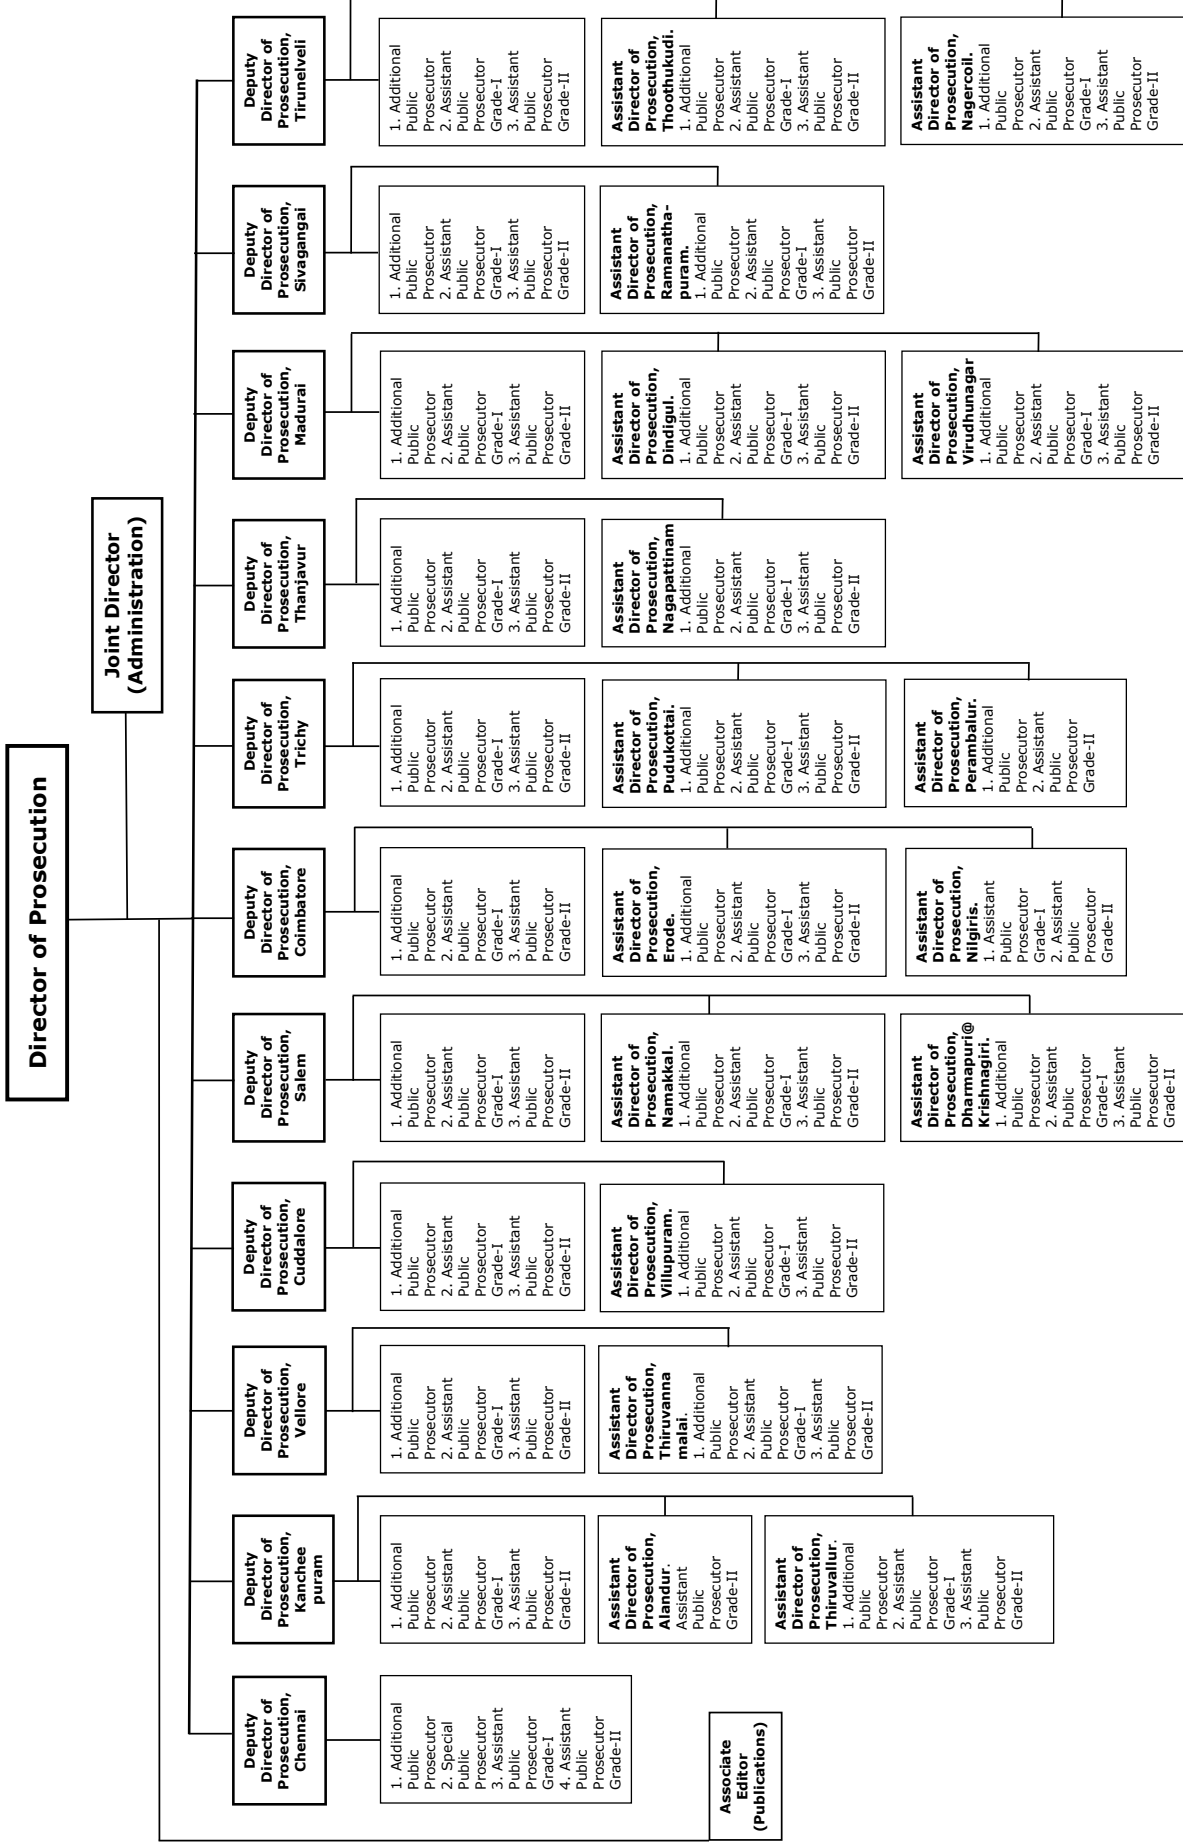 Director of Prosecution
Joint Director
(Administration)
Deputy
Director of
Prosecution,
Chennai
Deputy
Director of
Prosecution,
Kanchee
puram
Deputy
Director of
Prosecution,
Vellore
Deputy
Director of
Prosecution,
Cuddalore
Deputy
Director of
Prosecution,
Salem
Deputy
Director of
Prosecution,
Coimbatore
Deputy
Director of
Prosecution,
Trichy
Deputy
Director of
Prosecution,
Thanjavur
Deputy
Director of
Prosecution,
Madurai
Deputy
Director of
Prosecution,
Sivagangai
Deputy
Director of
Prosecution,
Tirunelveli
1. Additional
Public
Prosecutor
2. Special
Public
Prosecutor
3. Assistant
Public
Prosecutor
Grade-I
4. Assistant
Public
Prosecutor
Grade-II
1. Additional
Public
Prosecutor
2. Assistant
Public
Prosecutor
Grade-I
3. Assistant
Public
Prosecutor
Grade-II
1. Additional
Public
Prosecutor
2. Assistant
Public
Prosecutor
Grade-I
3. Assistant
Public
Prosecutor
Grade-II
1. Additional
Public
Prosecutor
2. Assistant
Public
Prosecutor
Grade-I
3. Assistant
Public
Prosecutor
Grade-II
1. Additional
Public
Prosecutor
2. Assistant
Public
Prosecutor
Grade-I
3. Assistant
Public
Prosecutor
Grade-II
1. Additional
Public
Prosecutor
2. Assistant
Public
Prosecutor
Grade-I
3. Assistant
Public
Prosecutor
Grade-II
1. Additional
Public
Prosecutor
2. Assistant
Public
Prosecutor
Grade-I
3. Assistant
Public
Prosecutor
Grade-II
1. Additional
Public
Prosecutor
2. Assistant
Public
Prosecutor
Grade-I
3. Assistant
Public
Prosecutor
Grade-II
1. Additional
Public
Prosecutor
2. Assistant
Public
Prosecutor
Grade-I
3. Assistant
Public
Prosecutor
Grade-II
1. Additional
Public
Prosecutor
2. Assistant
Public
Prosecutor
Grade-I
3. Assistant
Public
Prosecutor
Grade-II
1. Additional
Public
Prosecutor
2. Assistant
Public
Prosecutor
Grade-I
3. Assistant
Public
Prosecutor
Grade-II
Associate
Editor
(Publications)
Assistant
Director of
Prosecution,
Alandur.
Assistant
Public
Prosecutor
Grade-II
Assistant
Director of
Prosecution,
Thiruvallur.
1. Additional
Public
Prosecutor
2. Assistant
Public
Prosecutor
Grade-I
3. Assistant
Public
Prosecutor
Grade-II
Assistant
Director of
Prosecution,
Thiruvanna
malai.
1. Additional
Public
Prosecutor
2. Assistant
Public
Prosecutor
Grade-I
3. Assistant
Public
Prosecutor
Grade-II
Assistant
Director of
Prosecution,
Villupuram.
1. Additional
Public
Prosecutor
2. Assistant
Public
Prosecutor
Grade-I
3. Assistant
Public
Prosecutor
Grade-II
Assistant
Director of
Prosecution,
Namakkal.
1. Additional
Public
Prosecutor
2. Assistant
Public
Prosecutor
Grade-I
3. Assistant
Public
Prosecutor
Grade-II
Assistant
Director of
Prosecution,
Erode.
1. Additional
Public
Prosecutor
2. Assistant
Public
Prosecutor
Grade-I
3. Assistant
Public
Prosecutor
Grade-II
Assistant
Director of
Prosecution,
Pudukottai.
1. Additional
Public
Prosecutor
2. Assistant
Public
Prosecutor
Grade-I
3. Assistant
Public
Prosecutor
Grade-II
Assistant
Director of
Prosecution,
Nagapattinam
1. Additional
Public
Prosecutor
2. Assistant
Public
Prosecutor
Grade-I
3. Assistant
Public
Prosecutor
Grade-II
Assistant
Director of
Prosecution,
Dindigul.
1. Additional
Public
Prosecutor
2. Assistant
Public
Prosecutor
Grade-I
3. Assistant
Public
Prosecutor
Grade-II
Assistant
Director of
Prosecution,
Ramanatha-
puram.
1. Additional
Public
Prosecutor
2. Assistant
Public
Prosecutor
Grade-I
3. Assistant
Public
Prosecutor
Grade-II
Assistant
Director of
Prosecution,
Thoothukudi.
1. Additional
Public
Prosecutor
2. Assistant
Public
Prosecutor
Grade-I
3. Assistant
Public
Prosecutor
Grade-II
Assistant
Director of
Prosecution,
Dharmapuri@
Krishnagiri.
1. Additional
Public
Prosecutor
2. Assistant
Public
Prosecutor
Grade-I
3. Assistant
Public
Prosecutor
Grade-II
Assistant
Director of
Prosecution,
Nilgiris.
1. Assistant
Public
Prosecutor
Grade-I
2. Assistant
Public
Prosecutor
Grade-II
Assistant
Director of
Prosecution,
Perambalur.
1. Additional
Public
Prosecutor
2. Assistant
Public
Prosecutor
Grade-II
Assistant
Director of
Prosecution,
Virudhunagar
1. Additional
Public
Prosecutor
2. Assistant
Public
Prosecutor
Grade-I
3. Assistant
Public
Prosecutor
Grade-II
Assistant
Director of
Prosecution,
Nagercoil.
1. Additional
Public
Prosecutor
2. Assistant
Public
Prosecutor
Grade-I
3. Assistant
Public
Prosecutor
Grade-II